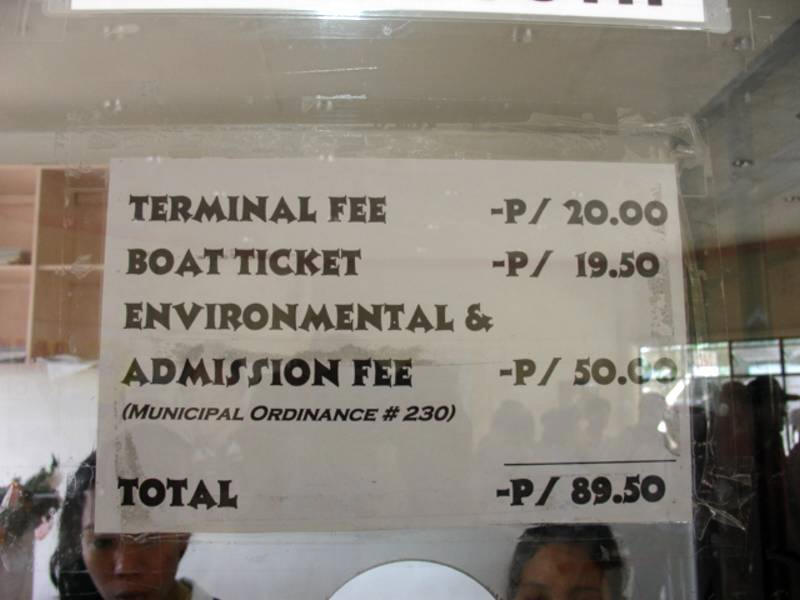 TERMINAL FEE -P/ 20.00
BOAT TICKET -P/ 19.50
ENVIRONMENTAL &
ADMISSION FEE -P/ 50.00
(MUNICIPAL ORDINANCE # 230)
TOTAL -P/ 89.50